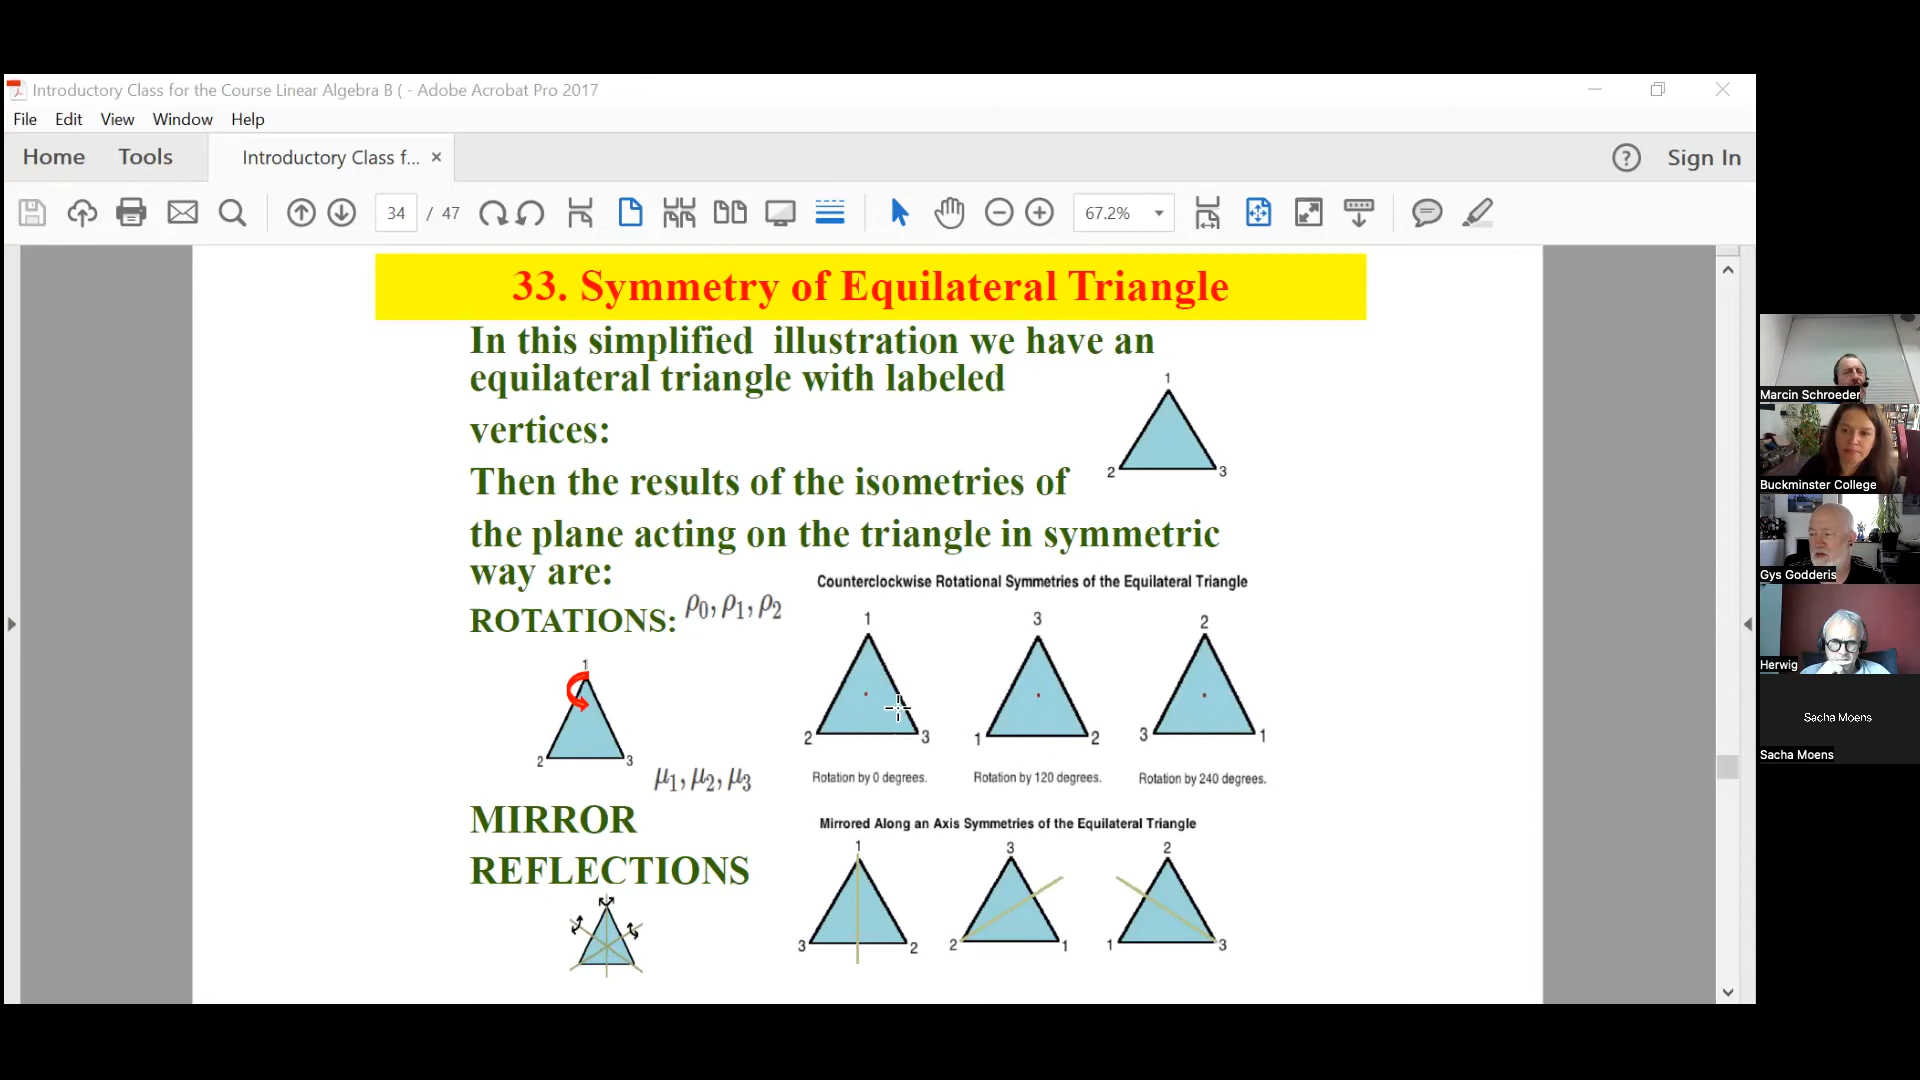 Introductory Class for the Course Linear Algebra B ( - Adobe Acrobat Pro 2017
File Edit View Window Help
Home Tools Introductory Class f... × ? Sign In
34 / 47 67.2%
33. Symmetry of Equilateral Triangle
In this simplified illustration we have an
equilateral triangle with labeled
vertices:
1
2 3
Then the results of the isometries of
the plane acting on the triangle in symmetric
way are:
Counterclockwise Rotational Symmetries of the Equilateral Triangle
ROTATIONS: ρ0, ρ1, ρ2
1 3 2
1
2 3 1 2 3 1
2 3
Rotation by 0 degrees. Rotation by 120 degrees. Rotation by 240 degrees.
μ1, μ2, μ3
MIRROR
REFLECTIONS
Mirrored Along an Axis Symmetries of the Equilateral Triangle
1 3 2
3 2 2 1 1 3
Marcin Schroeder
Buckminster College
Gys Godderis
Herwig
Sacha Moens
Sacha Moens